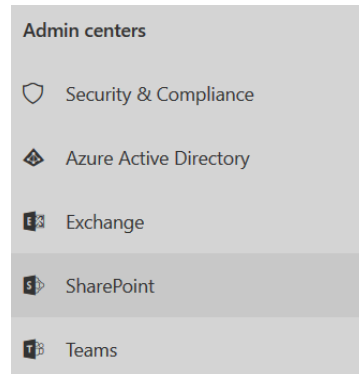 Admin centers
Security & Compliance
Azure Active Directory
Exchange
SharePoint
Teams